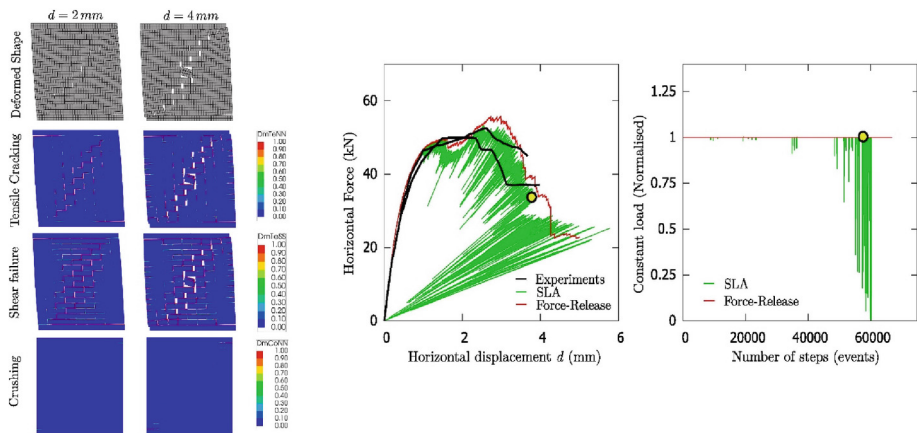 d = 2 mm
d = 4 mm
Deformed Shape
Tensile Cracking
DmTeNN
1.00
0.90
0.80
0.70
0.60
0.50
0.40
0.30
0.20
0.10
0.00
Shear failure
DmTeSS
1.00
0.90
0.80
0.70
0.60
0.50
0.40
0.30
0.20
0.10
0.00
Crushing
DmCoNN
1.00
0.90
0.80
0.70
0.60
0.50
0.40
0.30
0.20
0.10
0.00
Horizontal Force (kN)
60
40
20
0
0
2
4
6
8
Experiments
SLA
Force-Release
Horizontal displacement d (mm)
Constant load (Normalised)
1.25
1
0.75
0.5
0.25
0
0
20000
40000
60000
SLA
Force-Release
Number of steps (events)